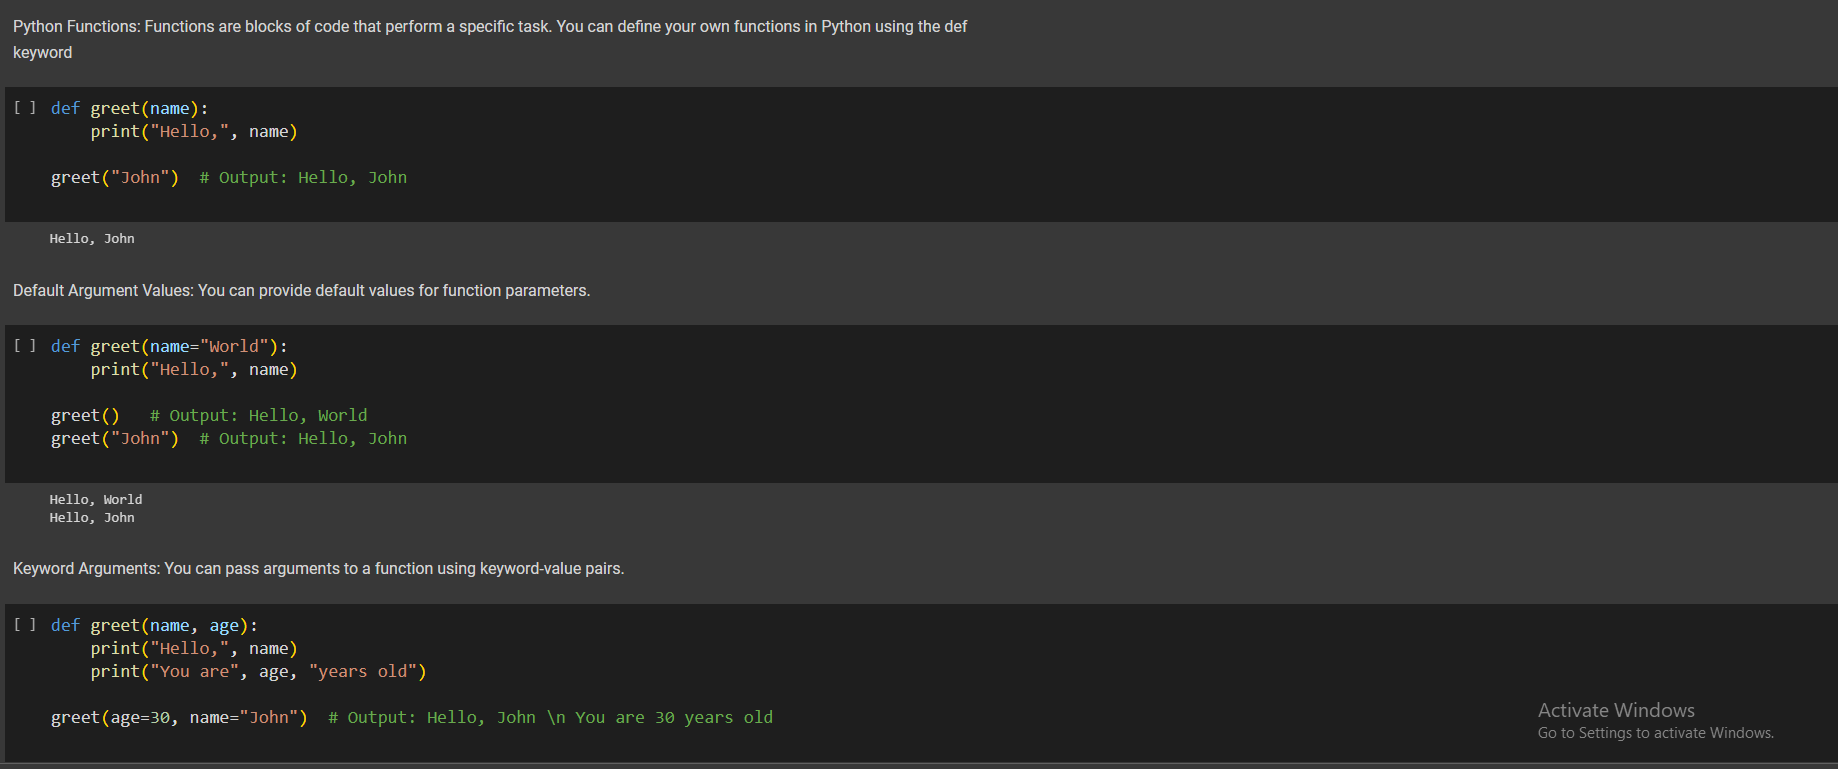 Python Functions: Functions are blocks of code that perform a specific task. You can define your own functions in Python using the def
keyword
[ ] def greet(name):
    print("Hello,", name)
greet("John")  # Output: Hello, John
Hello, John
Default Argument Values: You can provide default values for function parameters.
[ ] def greet(name="World"):
    print("Hello,", name)
greet()   # Output: Hello, World
greet("John")  # Output: Hello, John
Hello, World
Hello, John
Keyword Arguments: You can pass arguments to a function using keyword-value pairs.
[ ] def greet(name, age):
    print("Hello,", name)
    print("You are", age, "years old")
greet(age=30, name="John")  # Output: Hello, John \n You are 30 years old
Activate Windows
Go to Settings to activate Windows.